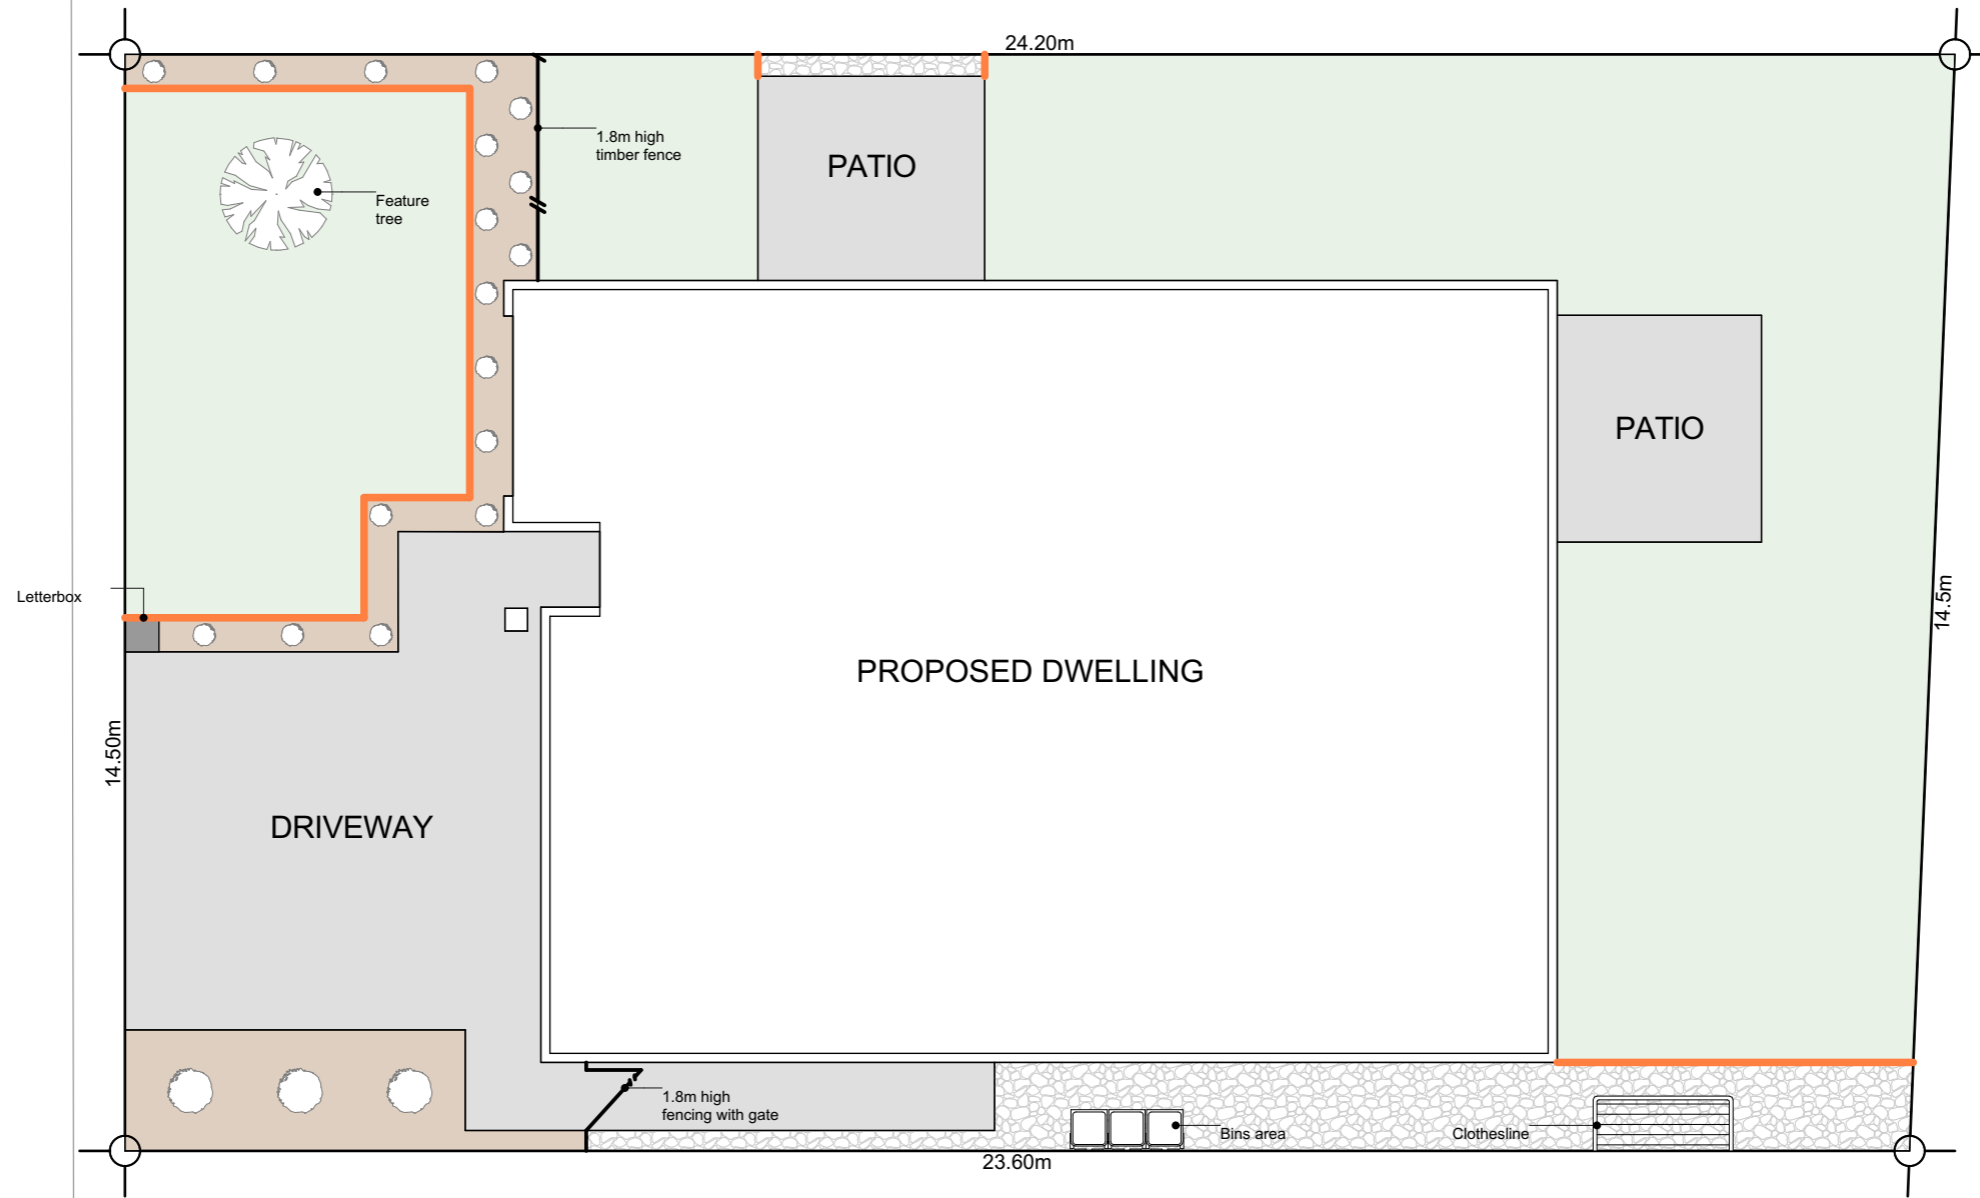 24.20m
1.8m high
timber fence
PATIO
Feature
tree
PATIO
Letterbox
14.5m
PROPOSED DWELLING
14.50m
DRIVEWAY
1.8m high
fencing with gate
Bins area
Clothesline
23.60m